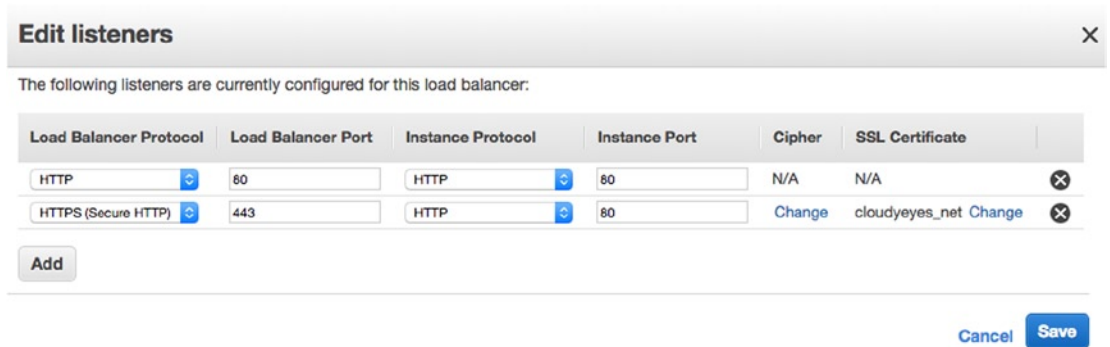 Edit listeners
The following listeners are currently configured for this load balancer:
Load Balancer Protocol Load Balancer Port Instance Protocol Instance Port Cipher SSL Certificate
HTTP 80 HTTP 80 N/A N/A
HTTPS (Secure HTTP) 443 HTTP 80 Change cloudyeyes_net Change
Add
Cancel Save